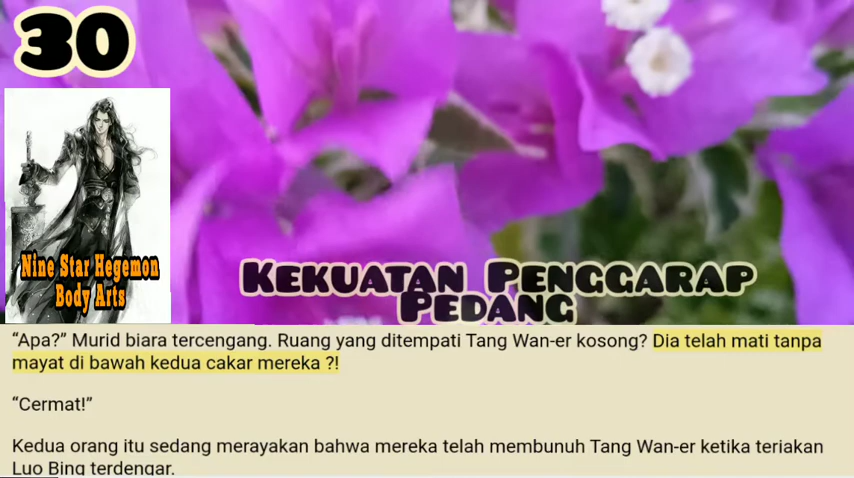 30
Nine Star Hegemon
Body Arts
Kekuatan Penggarap
Pedang
“Apa?” Murid biara tercengang. Ruang yang ditempati Tang Wan-er kosong? Dia telah mati tanpa
mayat di bawah kedua cakar mereka ?!
“Cermat!”
Kedua orang itu sedang merayakan bahwa mereka telah membunuh Tang Wan-er ketika teriakan
Luo Bing terdengar.